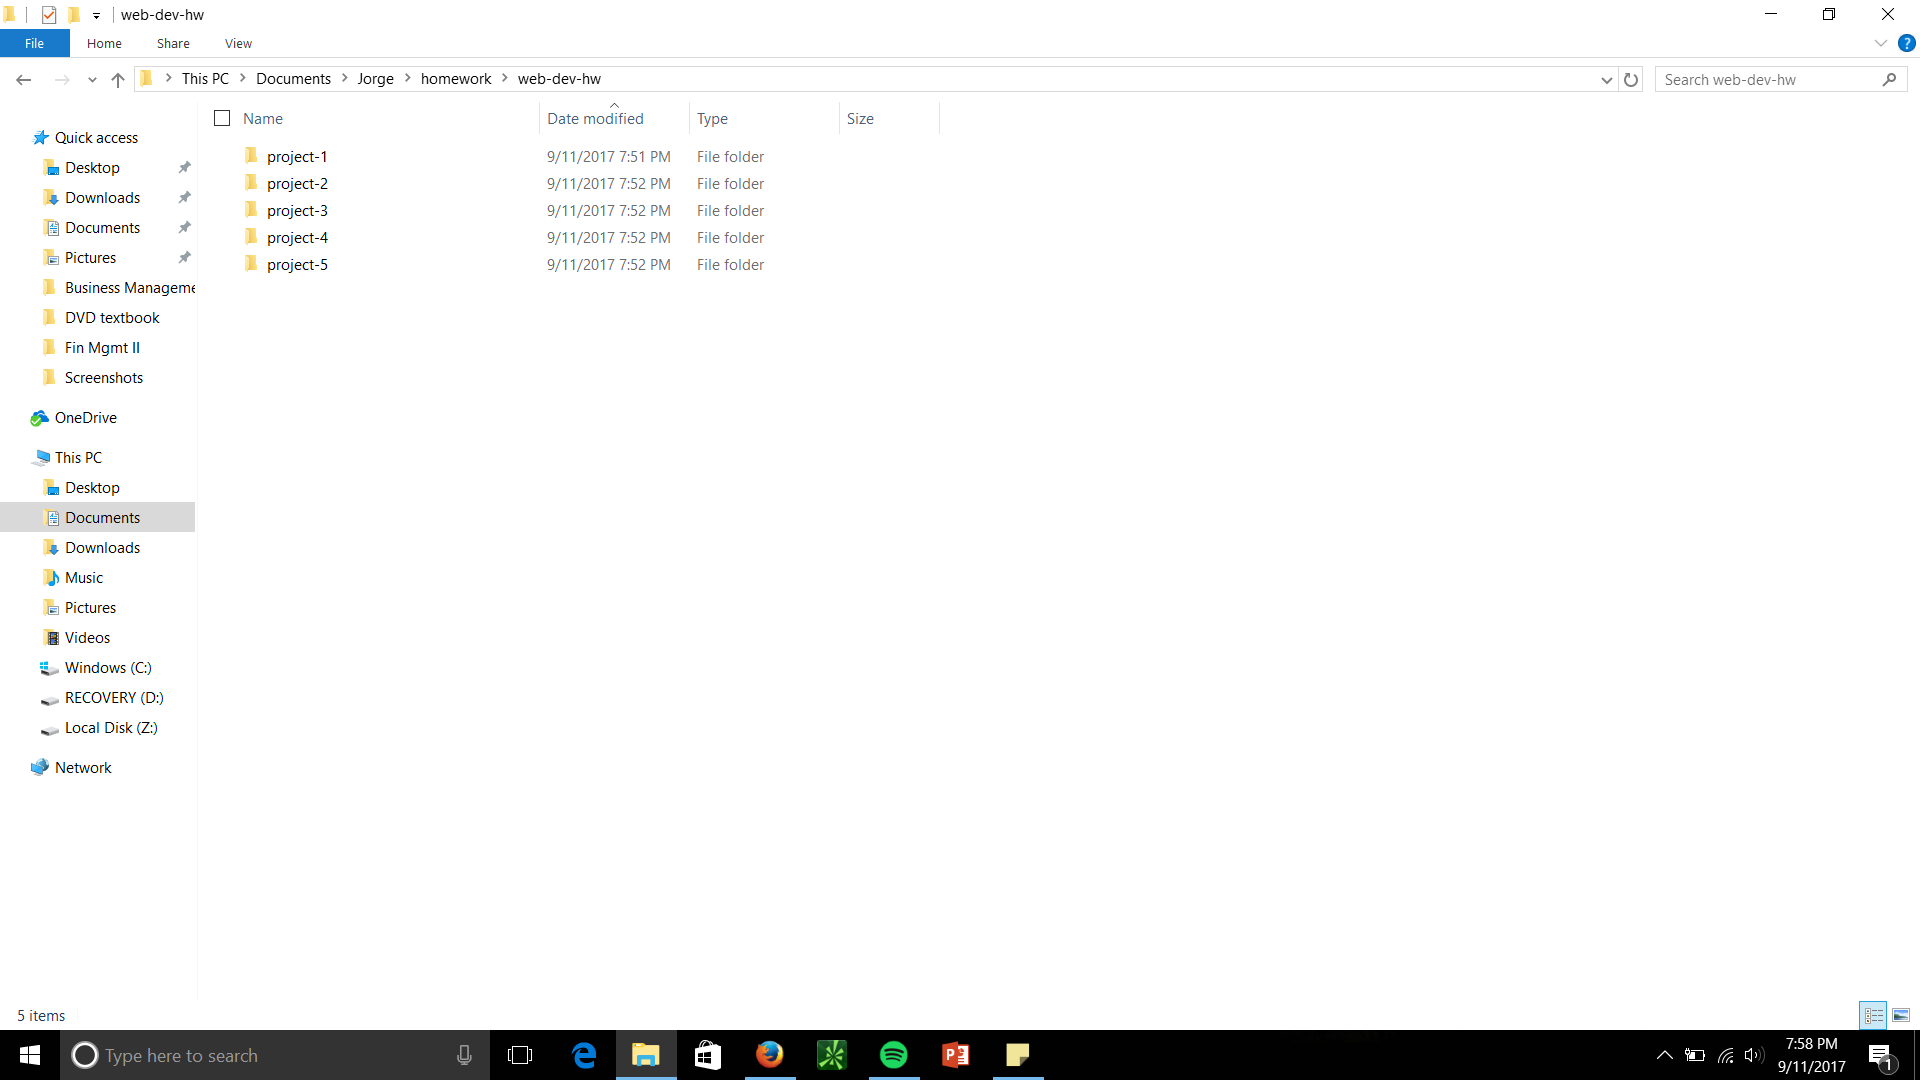 web-dev-hw
File Home Share View
This PC Documents Jorge homework web-dev-hw
Search web-dev-hw
Name Date modified Type Size
project-1 9/11/2017 7:51 PM File folder
project-2 9/11/2017 7:52 PM File folder
project-3 9/11/2017 7:52 PM File folder
project-4 9/11/2017 7:52 PM File folder
project-5 9/11/2017 7:52 PM File folder
Quick access
Desktop
Downloads
Documents
Pictures
Business Manageme
DVD textbook
Fin Mgmt II
Screenshots
OneDrive
This PC
Desktop
Documents
Downloads
Music
Pictures
Videos
Windows (C:)
RECOVERY (D:)
Local Disk (Z:)
Network
5 items
Type here to search
7:58 PM
9/11/2017
1